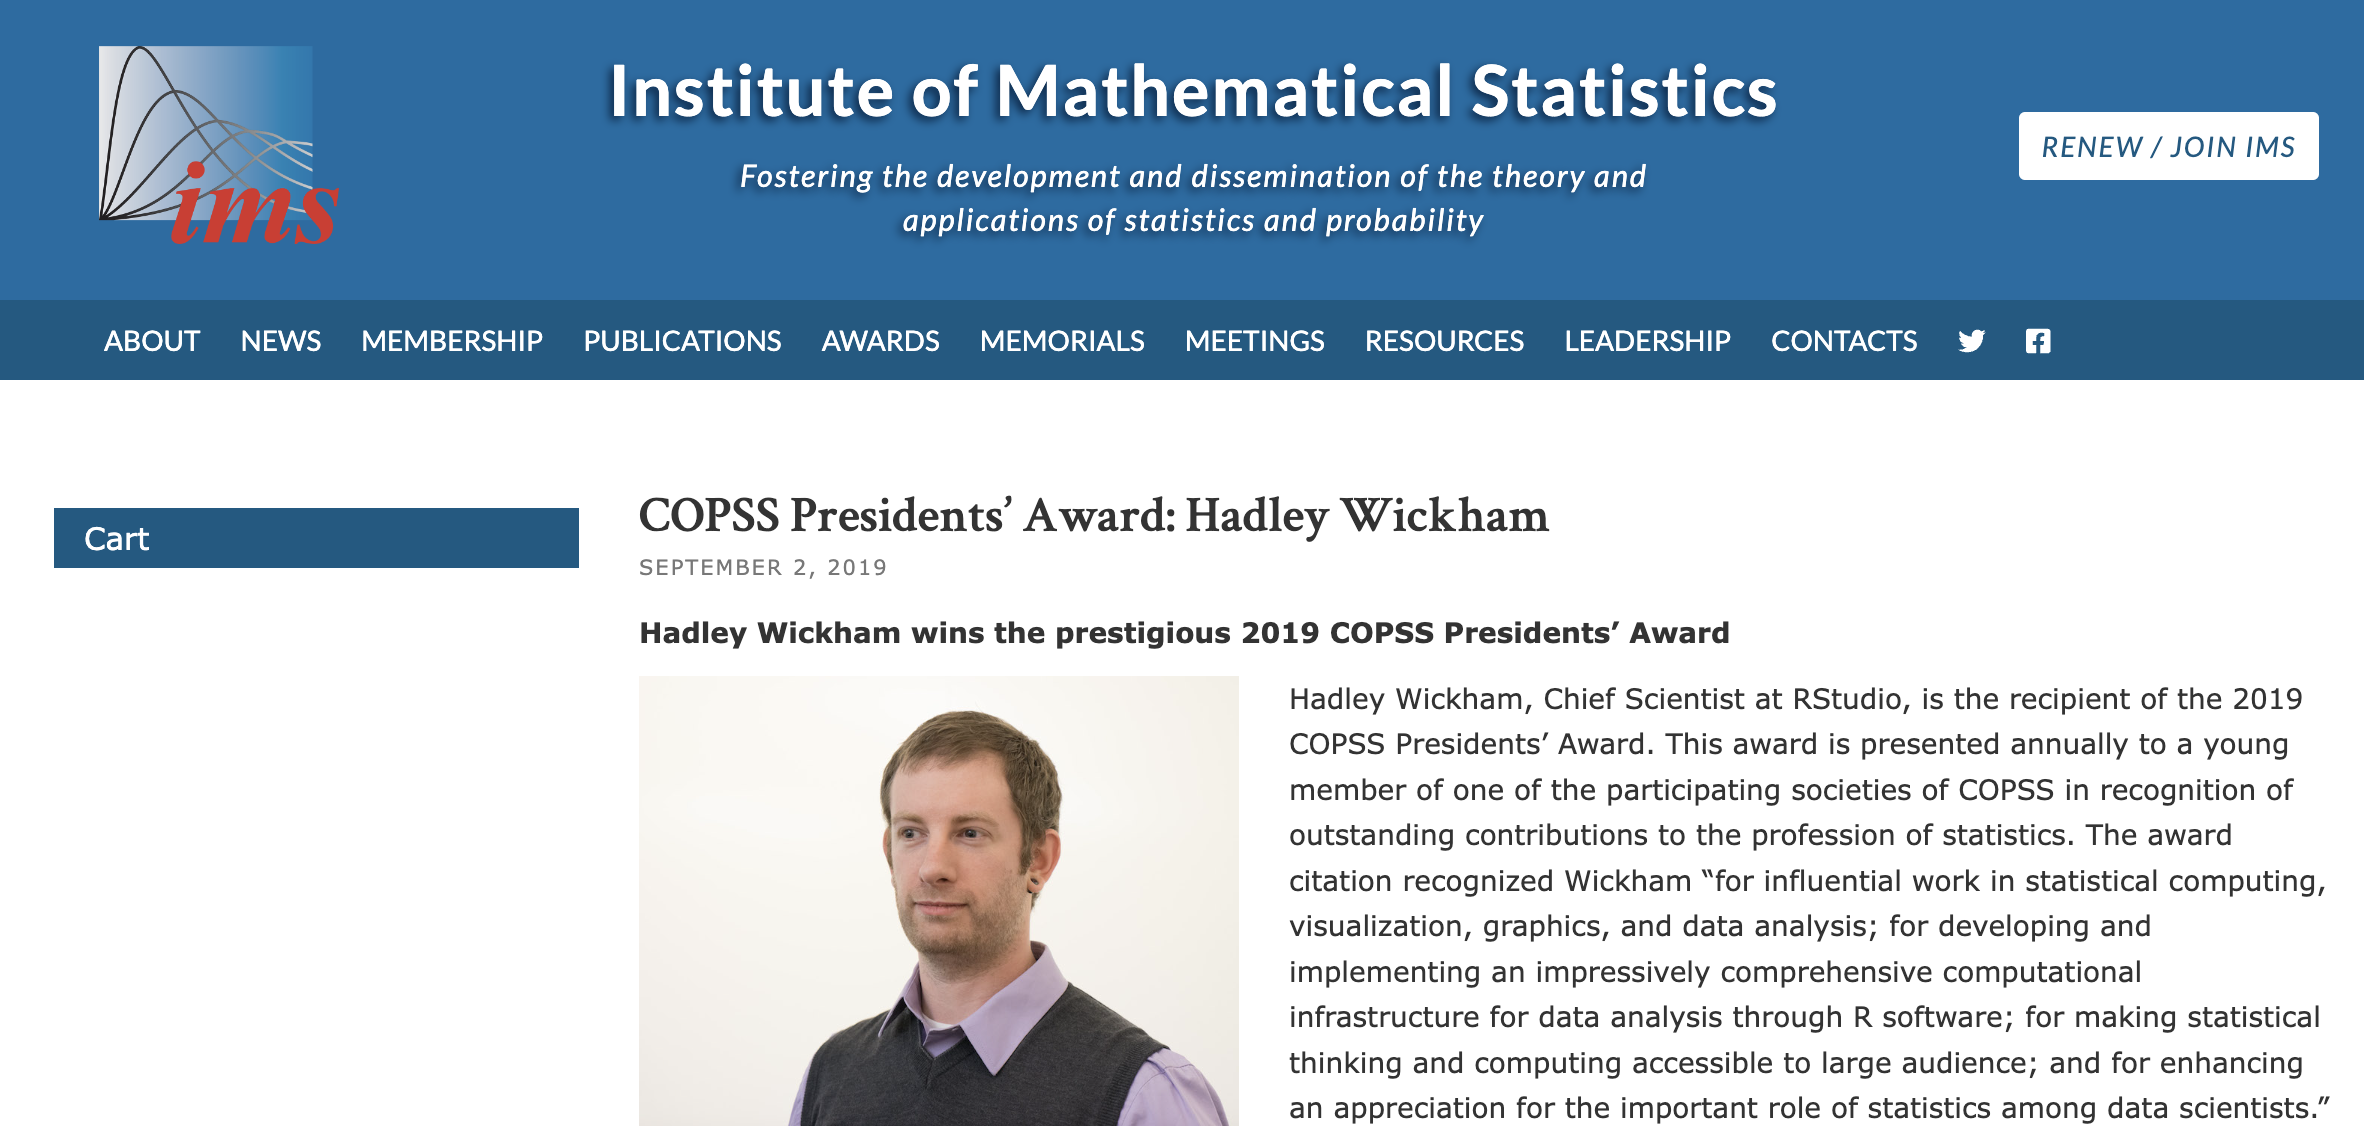 ims
Institute of Mathematical Statistics
Fostering the development and dissemination of the theory and
applications of statistics and probability
RENEW / JOIN IMS
ABOUT NEWS MEMBERSHIP PUBLICATIONS AWARDS MEMORIALS MEETINGS RESOURCES LEADERSHIP CONTACTS
Cart
COPSS Presidents’ Award: Hadley Wickham
SEPTEMBER 2, 2019
Hadley Wickham wins the prestigious 2019 COPSS Presidents’ Award
Hadley Wickham, Chief Scientist at RStudio, is the recipient of the 2019
COPSS Presidents’ Award. This award is presented annually to a young
member of one of the participating societies of COPSS in recognition of
outstanding contributions to the profession of statistics. The award
citation recognized Wickham “for influential work in statistical computing,
visualization, graphics, and data analysis; for developing and
implementing an impressively comprehensive computational
infrastructure for data analysis through R software; for making statistical
thinking and computing accessible to large audience; and for enhancing
an appreciation for the important role of statistics among data scientists.”